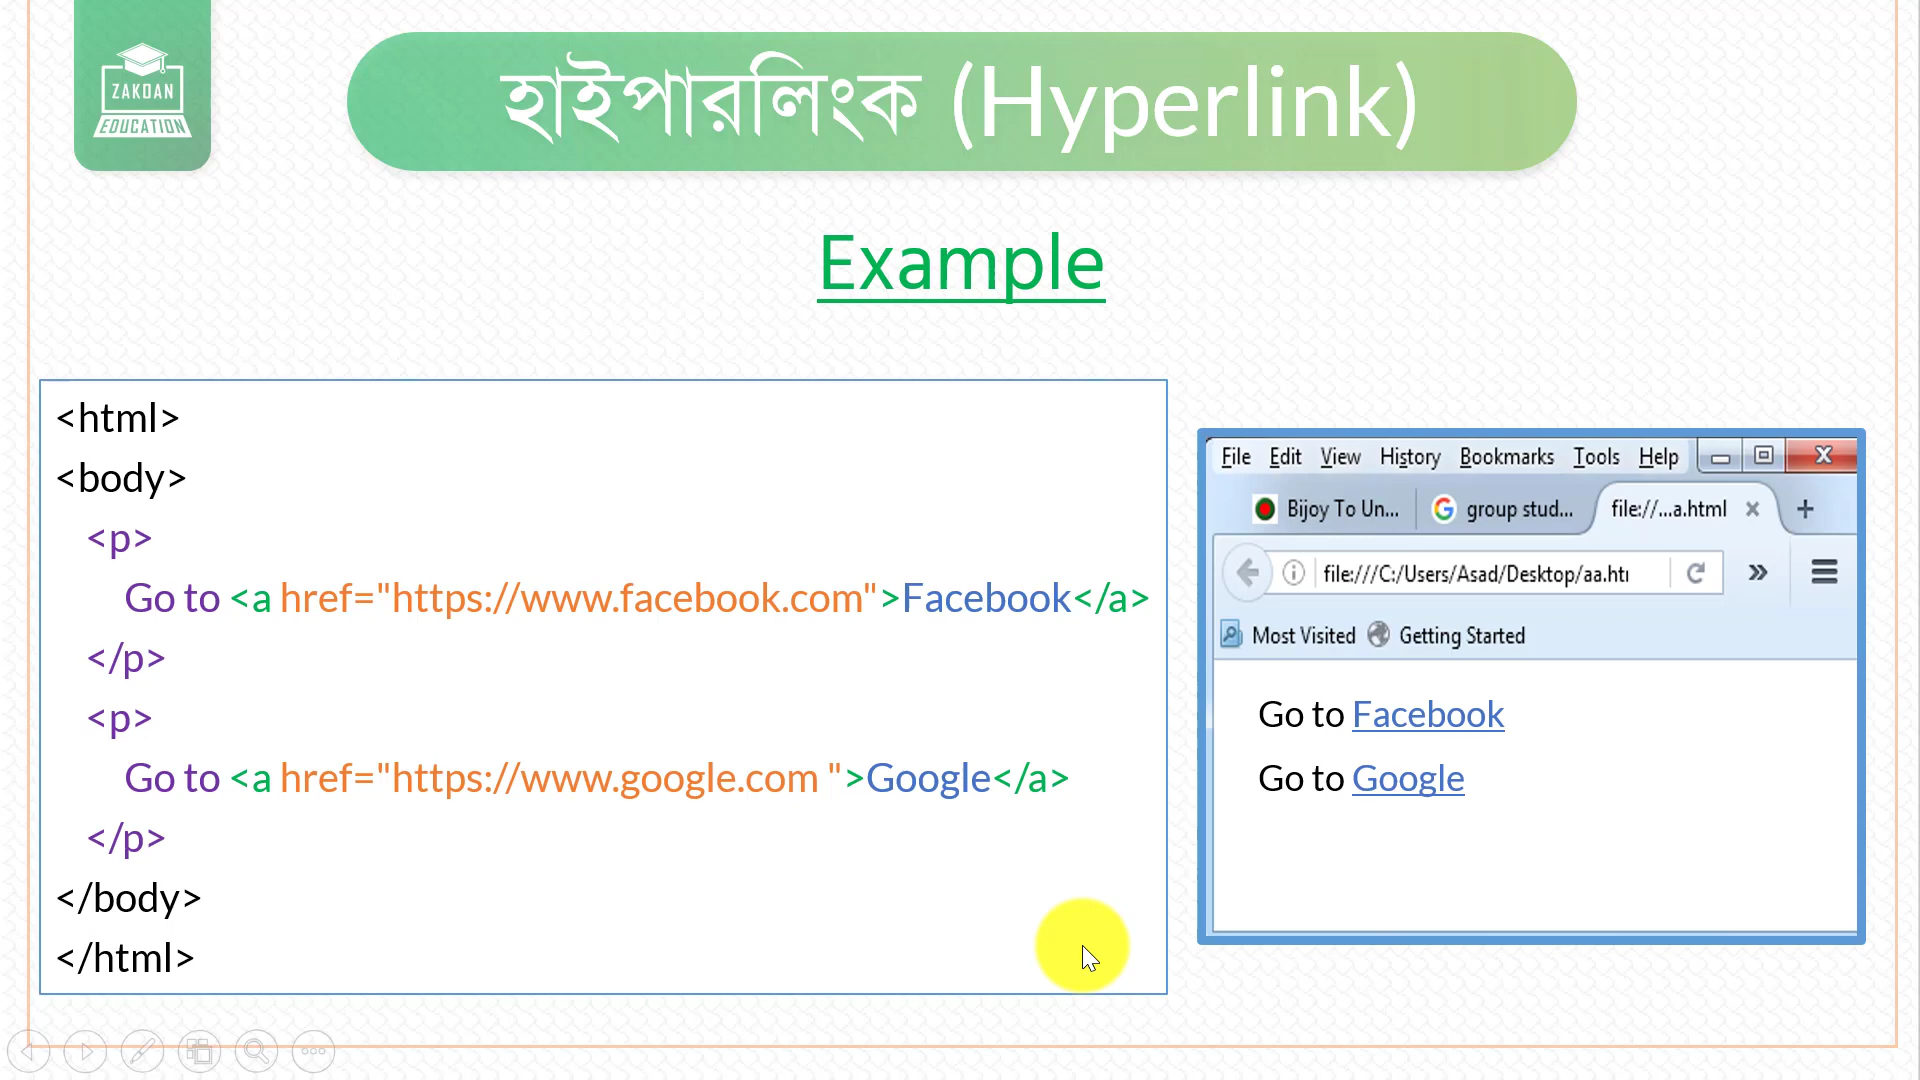 ZAKOAN
EDUCATION
হাইপারলিংক (Hyperlink)
Example
<html>
<body>
<p>
Go to <a href="https://www.facebook.com">Facebook</a>
</p>
<p>
Go to <a href="https://www.google.com ">Google</a>
</p>
</body>
</html>
File Edit View History Bookmarks Tools Help
Bijoy To Un... group stud... file://...a.html
file:///C:/Users/Asad/Desktop/aa.htı
Most Visited Getting Started
Go to Facebook
Go to Google